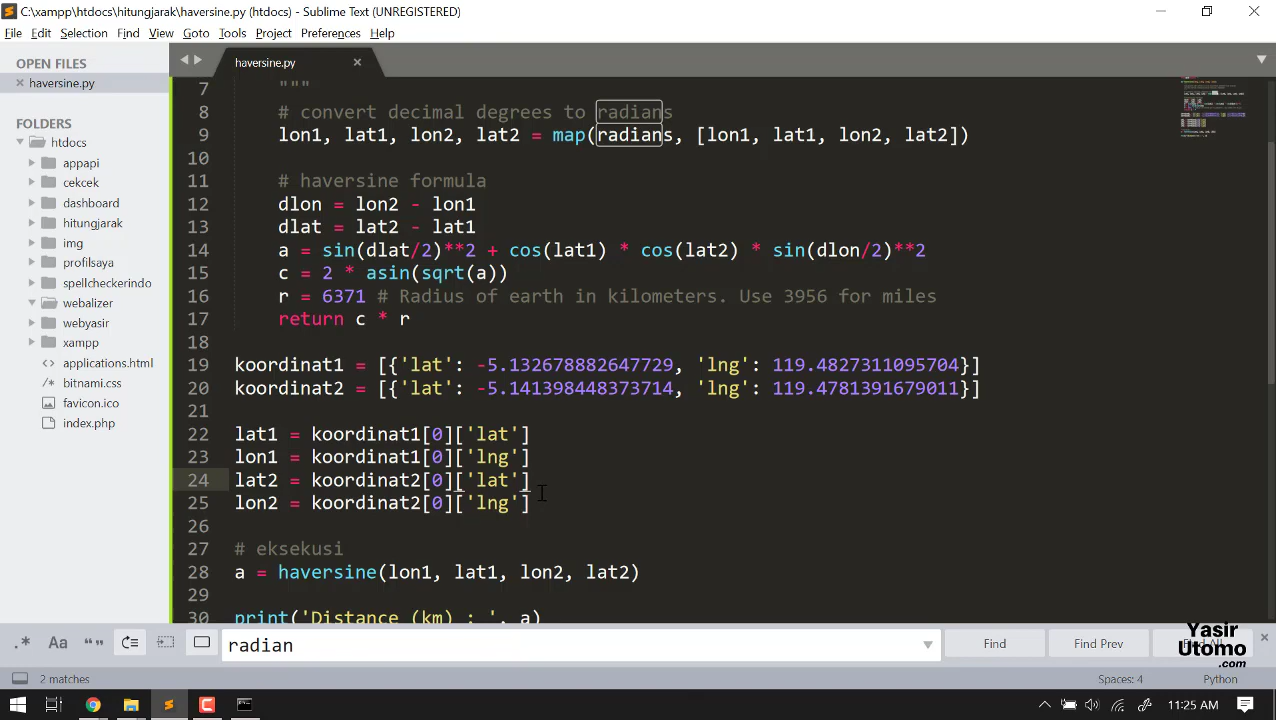 C:\xampp\htdocs\hitungjarak\haversine.py (htdocs) - Sublime Text (UNREGISTERED)
File Edit Selection Find View Goto Tools Project Preferences Help
OPEN FILES
haversine.py
FOLDERS
htdocs
appapi
cekcek
dashboard
hitungjarak
img
profilsaya
spellcheckerindo
webalizer
webyasir
xampp
applications.html
bitnami.css
favicon.ico
index.php
haversine.py
7 """
8 # convert decimal degrees to radians
9 lon1, lat1, lon2, lat2 = map(radians, [lon1, lat1, lon2, lat2])
10
11 # haversine formula
12 dlon = lon2 - lon1
13 dlat = lat2 - lat1
14 a = sin(dlat/2)**2 + cos(lat1) * cos(lat2) * sin(dlon/2)**2
15 c = 2 * asin(sqrt(a))
16 r = 6371 # Radius of earth in kilometers. Use 3956 for miles
17 return c * r
18
19 koordinat1 = [{'lat': -5.132678882647729, 'lng': 119.4827311095704}]
20 koordinat2 = [{'lat': -5.141398448373714, 'lng': 119.4781391679011}]
21
22 lat1 = koordinat1[0]['lat']
23 lon1 = koordinat1[0]['lng']
24 lat2 = koordinat2[0]['lat']
25 lon2 = koordinat2[0]['lng']
26
27 # eksekusi
28 a = haversine(lon1, lat1, lon2, lat2)
29
30 print('Distance (km) : ', a)
.* Aa “” radian Find Find Prev Find All
Yasir
Utomo
.com
2 matches Spaces: 4 Python
11:25 AM